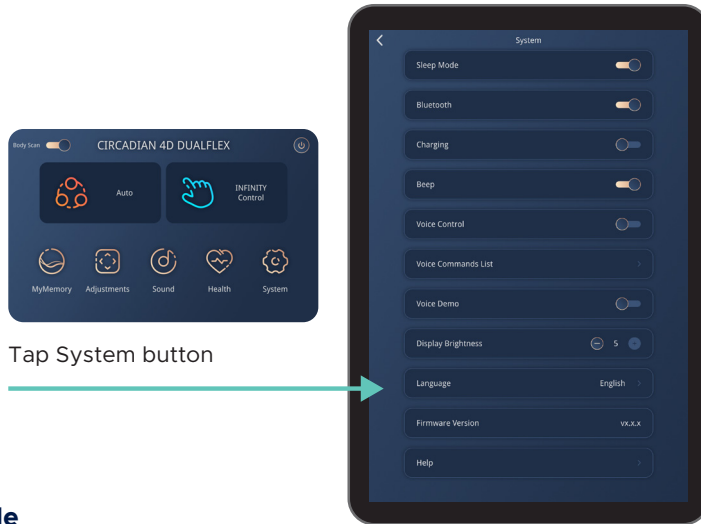 Body Scan
CIRCADIAN 4D DUALFLEX
Auto
INFINITY
Control
MyMemory
Adjustments
Sound
Health
System
Tap System button
System
Sleep Mode
Bluetooth
Charging
Beep
Voice Control
Voice Commands List
Voice Demo
Display Brightness 5
Language English
Firmware Version vx.x.x
Help